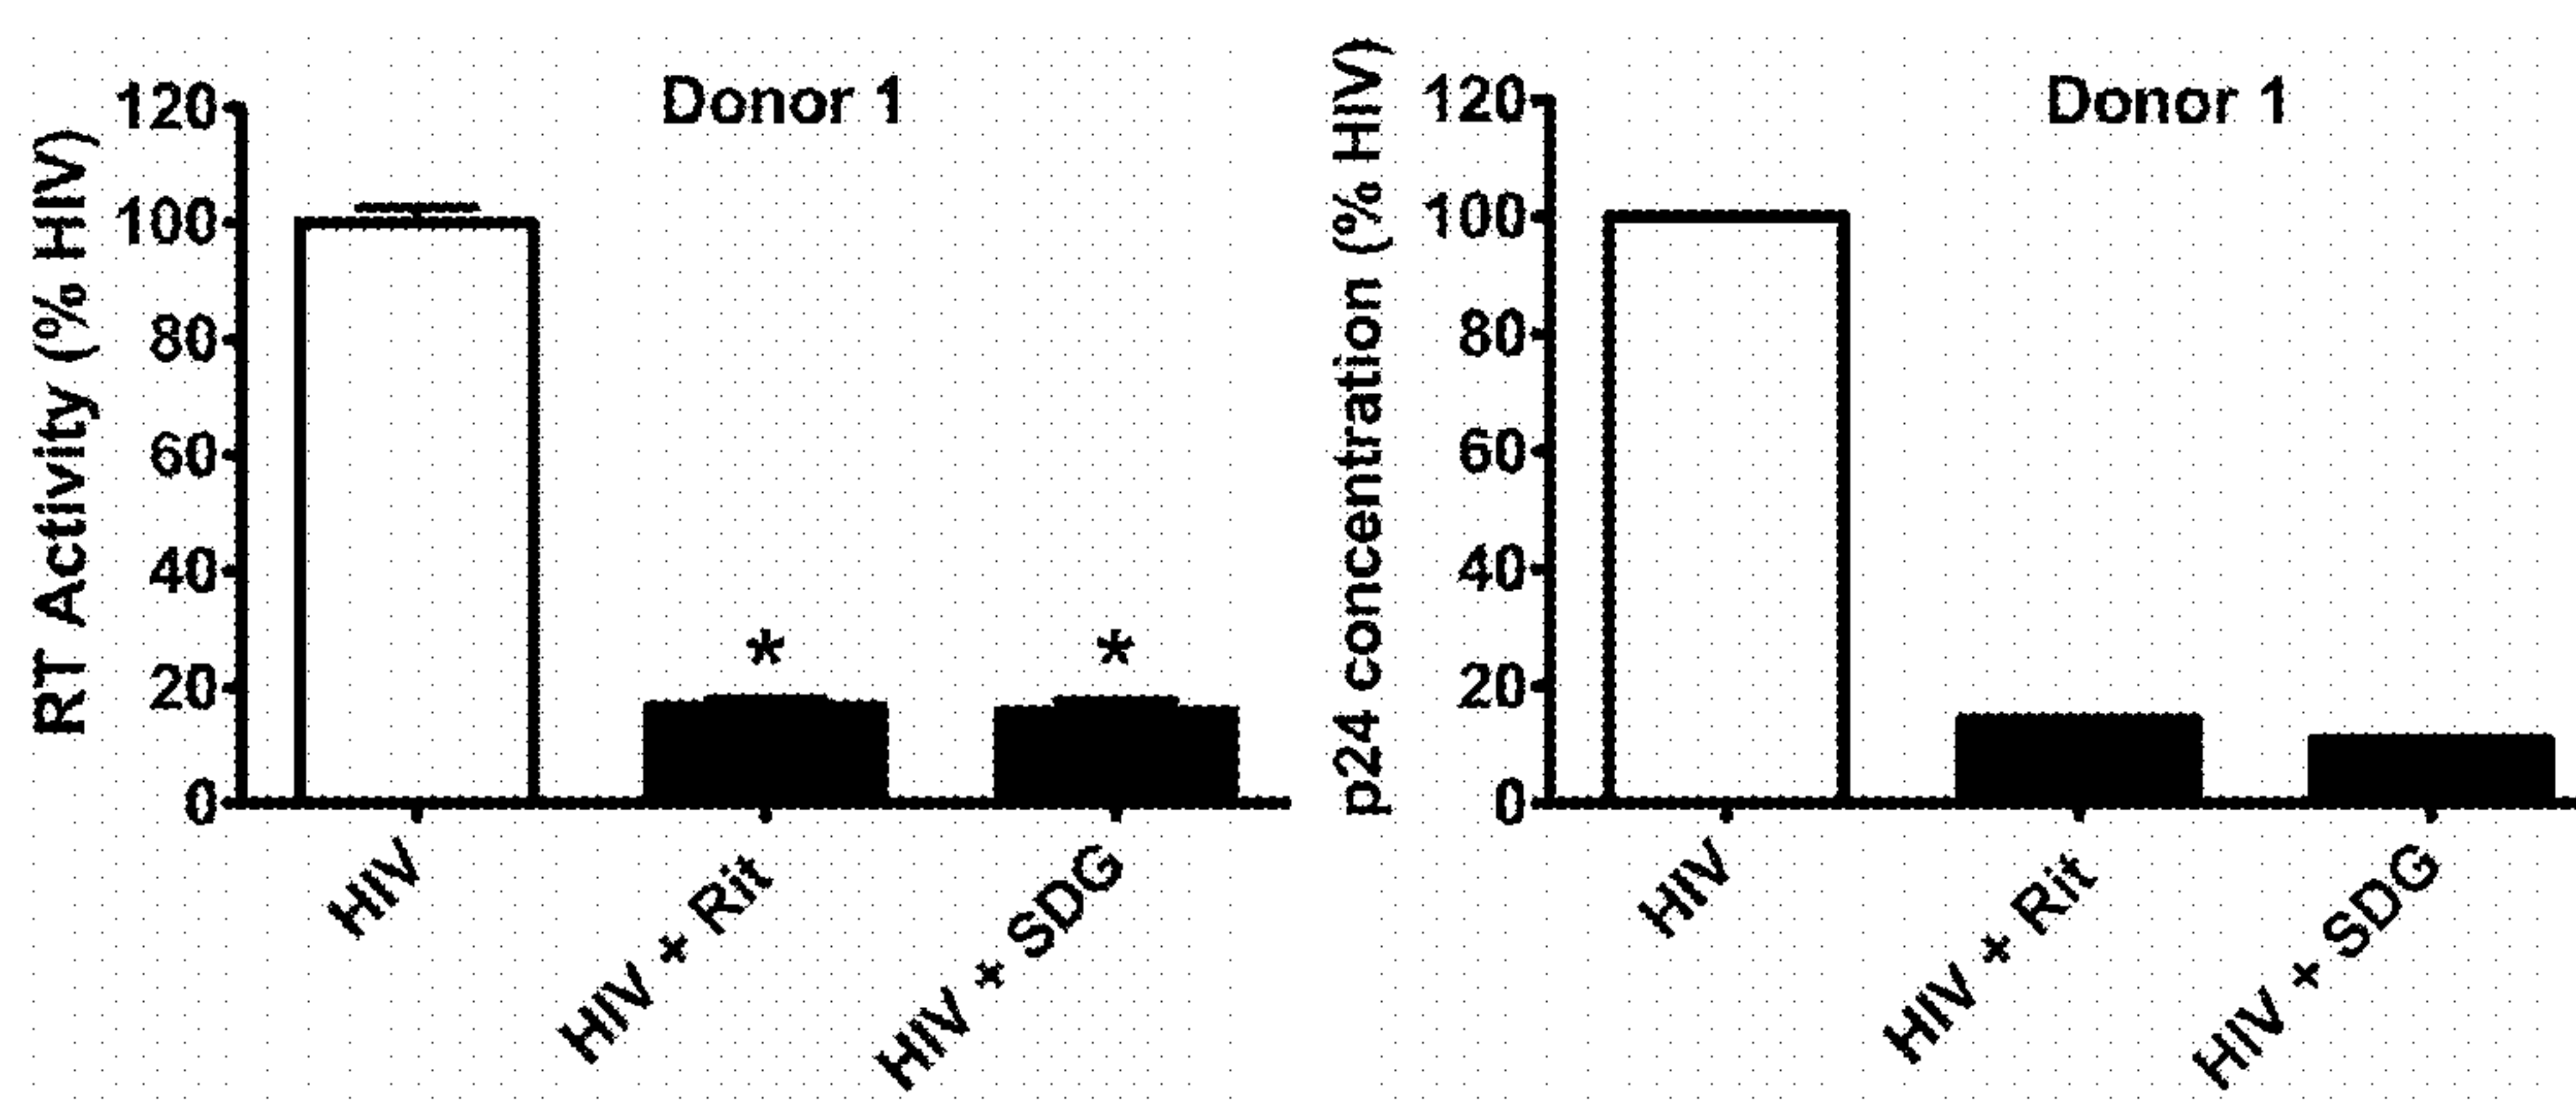 Donor 1
RT Activity (% HIV)
120
100
80
60
40
20
0
*
*
HIV
HIV + Rit
HIV + SDG
Donor 1
p24 concentration (% HIV)
120
100
80
60
40
20
0
HIV
HIV + Rit
HIV + SDG